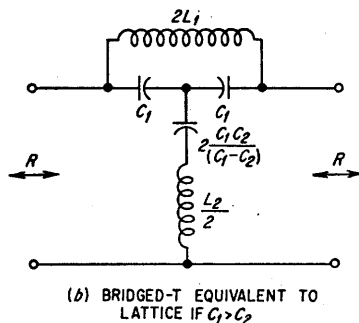 2L₁
C₁ C₁
2 C₁C₂/(C₁-C₂)
R R
L₂/2
(b) BRIDGED-T EQUIVALENT TO
LATTICE IF C₁>C₂